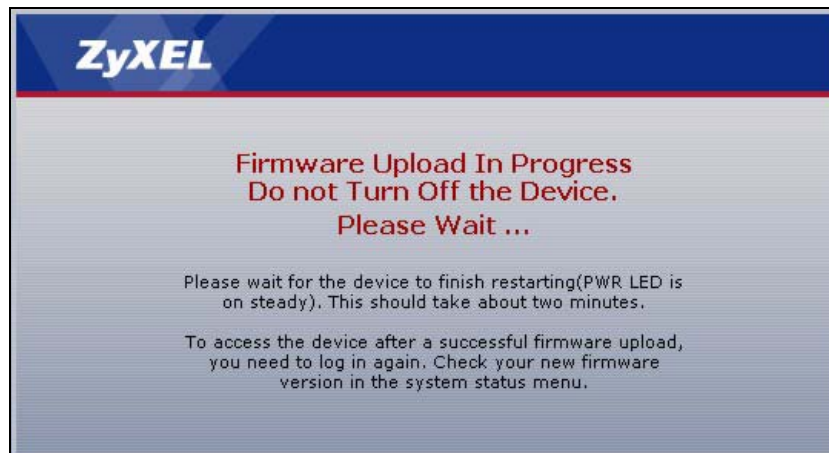 ZyXEL
Firmware Upload In Progress
Do not Turn Off the Device.
Please Wait ...
Please wait for the device to finish restarting(PWR LED is
on steady). This should take about two minutes.
To access the device after a successful firmware upload,
you need to log in again. Check your new firmware
version in the system status menu.